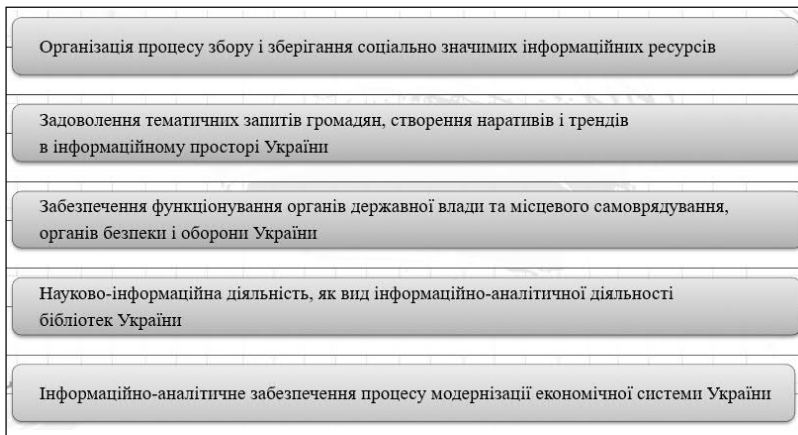 Організація процесу збору і зберігання соціально значимих інформаційних ресурсів
Задоволення тематичних запитів громадян, створення наративів і трендів
в інформаційному просторі України
Забезпечення функціонування органів державної влади та місцевого самоврядування,
органів безпеки і оборони України
Науково-інформаційна діяльність, як вид інформаційно-аналітичної діяльності
бібліотек України
Інформаційно-аналітичне забезпечення процесу модернізації економічної системи України